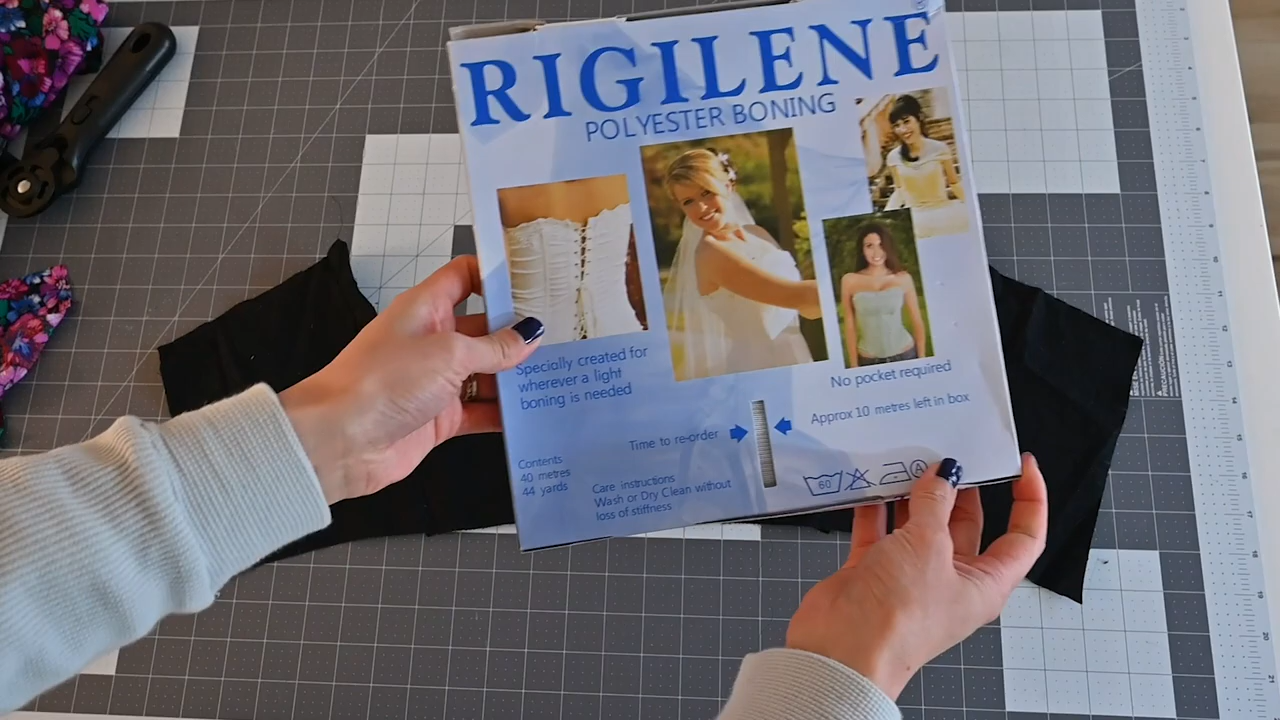 RIGILENE
POLYESTER BONING
Specially created for
wherever a light
boning is needed
No pocket required
Approx 10 metres left in box
Time to re-order
Contents
40 metres
44 yards
Care instructions
Wash or Dry Clean without
loss of stiffness
60
A